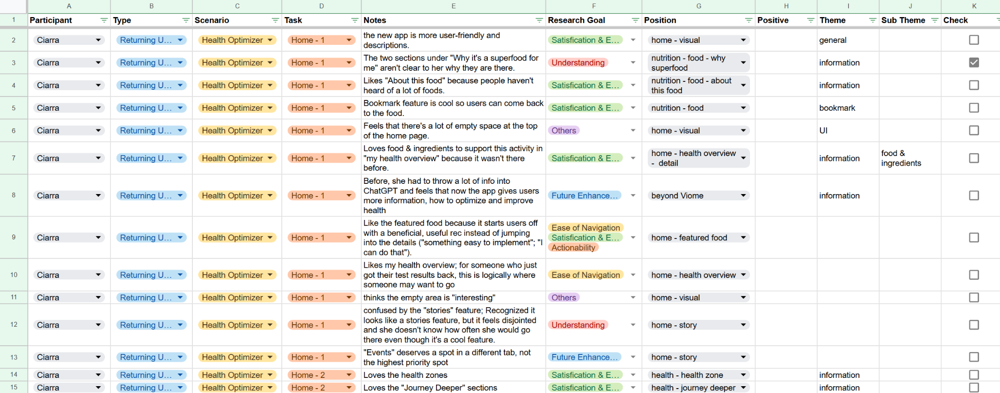 A B C D E F G H I J K
1 Participant Type Scenario Task Notes Research Goal Position Positive Theme Sub Theme Check
2 Ciarra Returning U... Health Optimizer Home - 1 the new app is more user-friendly and Satisfication & E... home - visual general
descriptions.
3 Ciarra Returning U... Health Optimizer Home - 1 The two sections under "Why it's a superfood for Understanding nutrition - food - why information
me" aren't clear to her why they are there. superfood
4 Ciarra Returning U... Health Optimizer Home - 1 Likes "About this food" because people haven't Satisfication & E... nutrition - food - about information
heard of a lot of foods. this food
5 Ciarra Returning U... Health Optimizer Home - 1 Bookmark feature is cool so users can come back Satisfication & E... nutrition - food bookmark
to the food.
6 Ciarra Returning U... Health Optimizer Home - 1 Feels that there's a lot of empty space at the top Others home - visual UI
of the home page.
7 Ciarra Returning U... Health Optimizer Home - 1 Loves food & ingredients to support this activity in Satisfication & E... home - health overview information food &
"my health overview" because it wasn't there - detail ingredients
before.
8 Ciarra Returning U... Health Optimizer Home - 1 Before, she had to throw a lot of info into Future Enhance... beyond Viome information
ChatGPT and feels that now the app gives users
more information, how to optimize and improve
health
9 Ciarra Returning U... Health Optimizer Home - 1 Like the featured food because it starts users off Ease of Navigation home - featured food
with a beneficial, useful rec instead of jumping Satisfication & E...
into the details ("something easy to implement"; "I Actionability
can do that").
10 Ciarra Returning U... Health Optimizer Home - 1 Likes my health overview; for someone who just Ease of Navigation home - health overview
got their test results back, this is logically where
someone may want to go
11 Ciarra Returning U... Health Optimizer Home - 1 thinks the empty area is "interesting" Others home - visual
12 Ciarra Returning U... Health Optimizer Home - 1 confused by the "stories" feature; Recognized it Understanding home - story
looks like a stories feature, but it feels disjointed
and she doesn't know how often she would go
there even though it's a cool feature.
13 Ciarra Returning U... Health Optimizer Home - 1 "Events" deserves a spot in a different tab, not Future Enhance... home - story
the highest priority spot
14 Ciarra Returning U... Health Optimizer Home - 2 Loves the health zones Satisfication & E... health - health zone information
15 Ciarra Returning U... Health Optimizer Home - 2 Loves the "Journey Deeper" sections Satisfication & E... health - journey deeper information